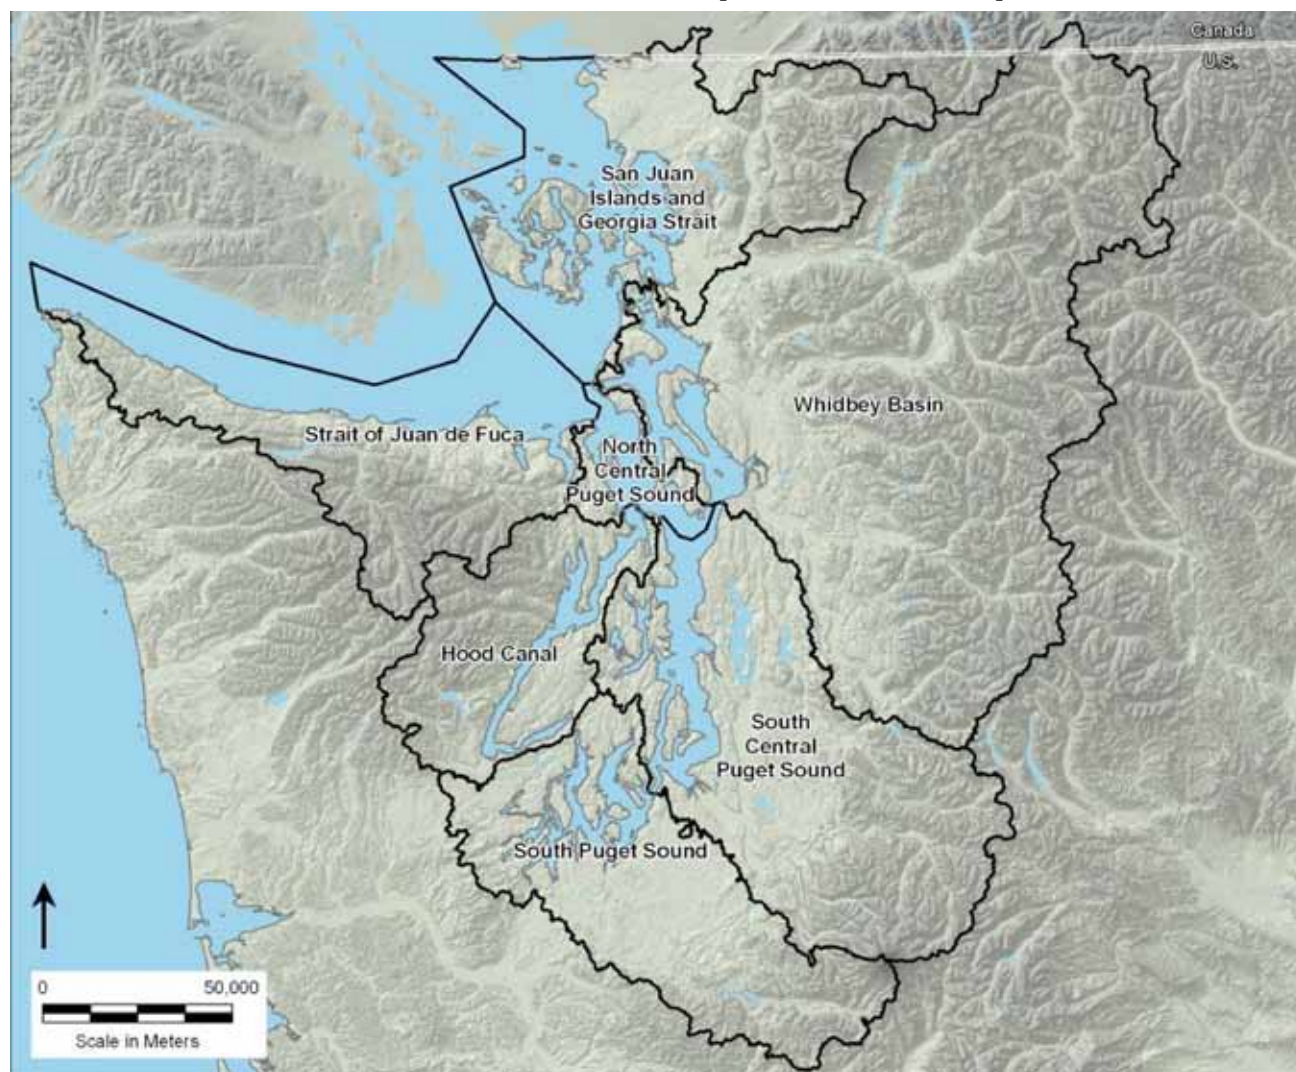 Canada
U.S.
San Juan
Islands and
Georgia Strait
Whidbey Basin
Strait of Juan de Fuca
North
Central
Puget Sound
Hood Canal
South
Central
Puget Sound
South Puget Sound
0 50,000
Scale in Meters